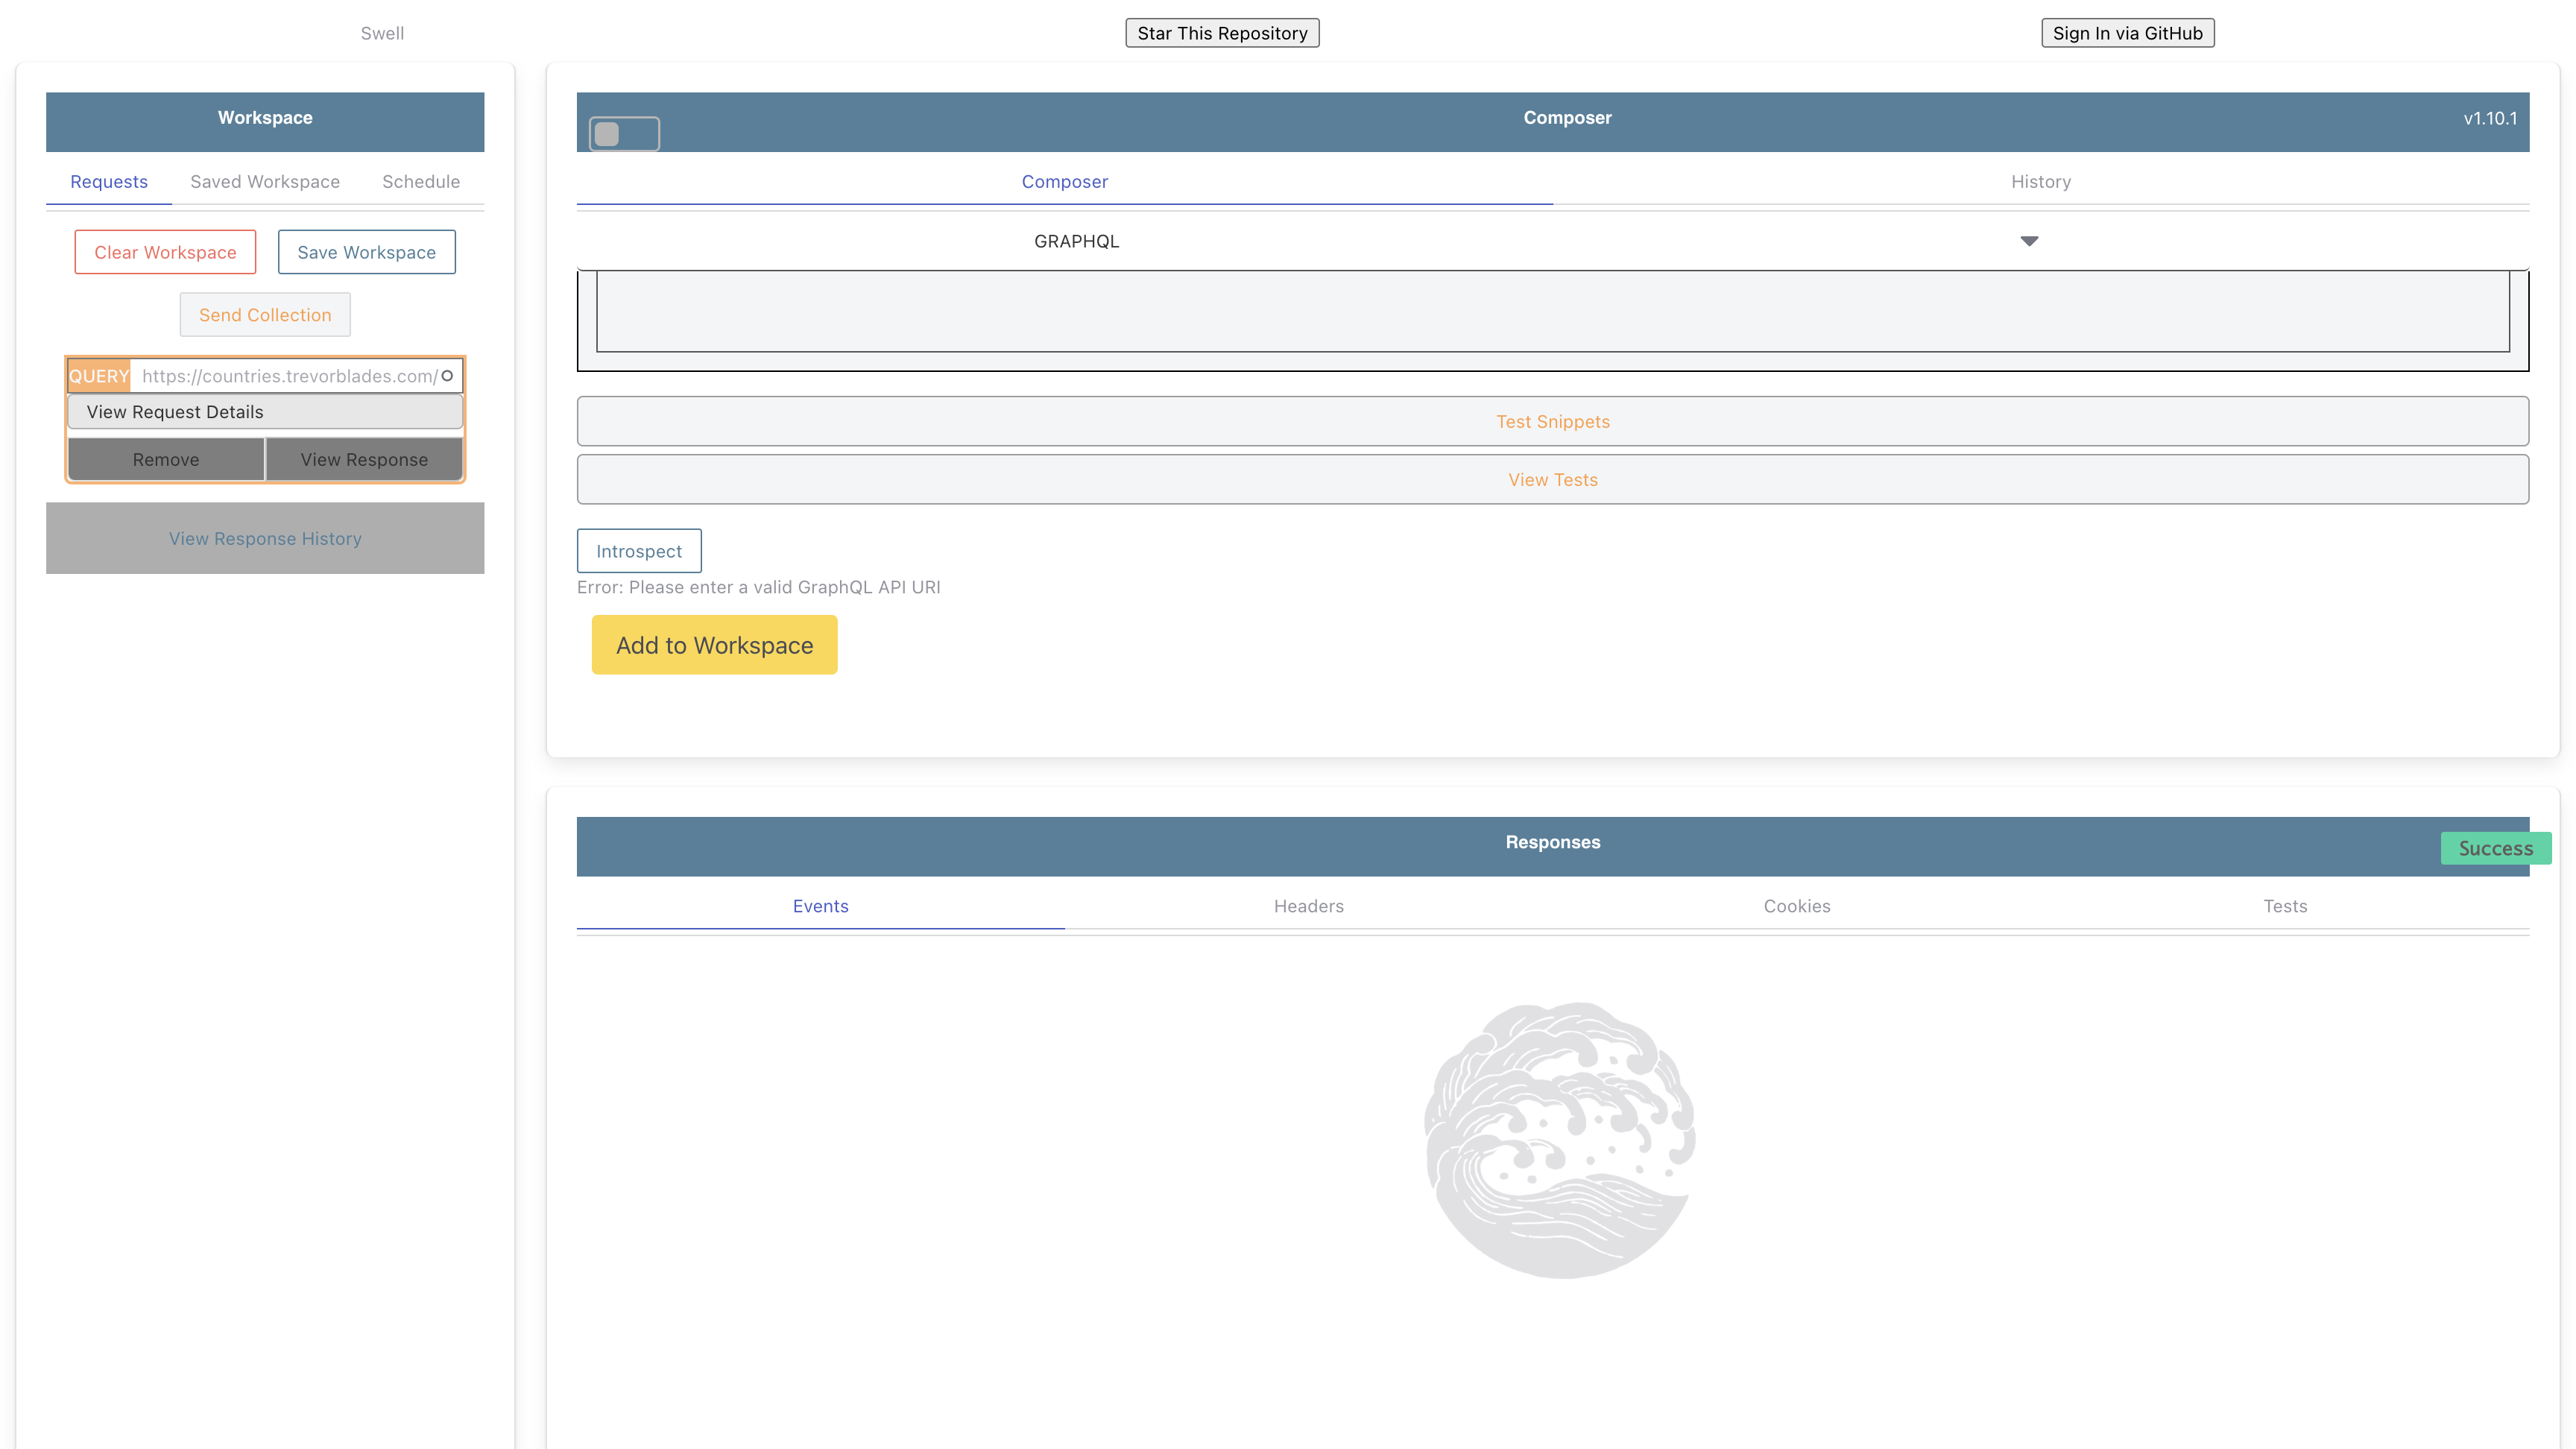 Swell
Star This Repository
Sign In via GitHub
Workspace
Requests
Saved Workspace
Schedule
Clear Workspace
Save Workspace
Send Collection
QUERY
https://countries.trevorblades.com/
View Request Details
Remove
View Response
View Response History
Composer
v1.10.1
Composer
History
GRAPHQL
Test Snippets
View Tests
Introspect
Error: Please enter a valid GraphQL API URI
Add to Workspace
Responses
Success
Events
Headers
Cookies
Tests